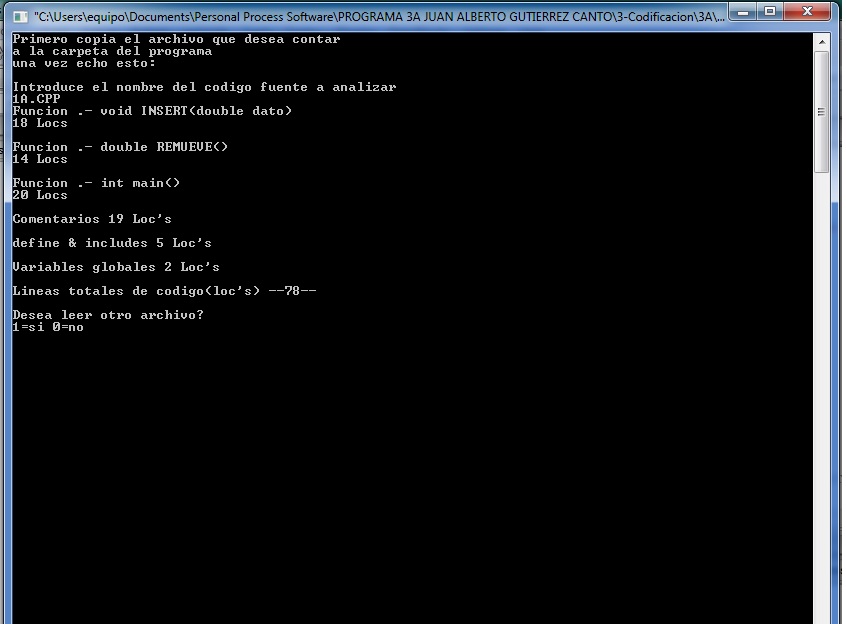 "C:\Users\equipo\Documents\Personal Process Software\PROGRAMA 3A JUAN ALBERTO GUTIERREZ CANTO\3-Codificacion\3A\...
Primero copia el archivo que desea contar
a la carpeta del programa
una vez echo esto:
Introduce el nombre del codigo fuente a analizar
1A.CPP
Funcion .- void INSERT(double dato)
18 Locs
Funcion .- double REMUEVE()
14 Locs
Funcion .- int main()
20 Locs
Comentarios 19 Loc's
define & includes 5 Loc's
Variables globales 2 Loc's
Lineas totales de codigo(loc's) --78--
Desea leer otro archivo?
1=si 0=no